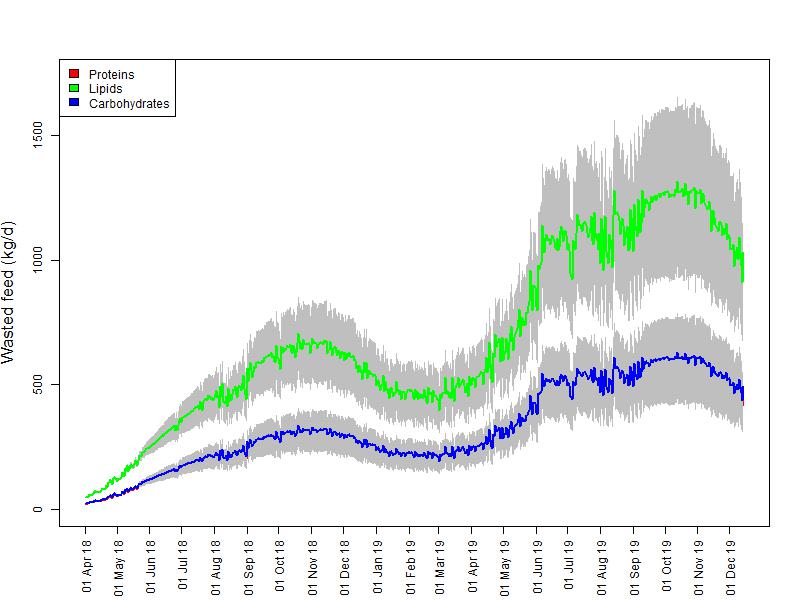 Proteins
Lipids
Carbohydrates
Wasted feed (kg/d)
1500
1000
500
0
01 Apr 18
01 May 18
01 Jun 18
01 Jul 18
01 Aug 18
01 Sep 18
01 Oct 18
01 Nov 18
01 Dec 18
01 Jan 19
01 Feb 19
01 Mar 19
01 Apr 19
01 May 19
01 Jun 19
01 Jul 19
01 Aug 19
01 Sep 19
01 Oct 19
01 Nov 19
01 Dec 19